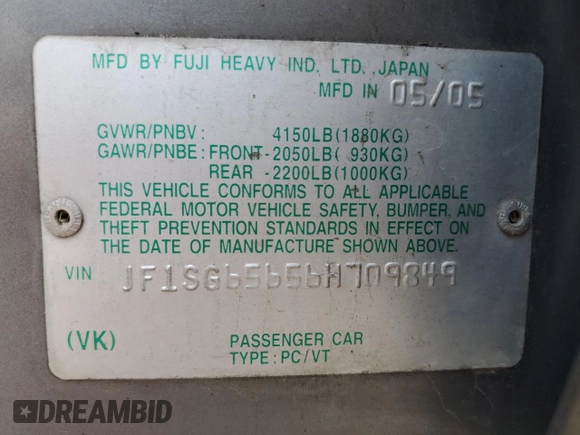 MFD BY FUJI HEAVY IND. LTD. JAPAN
MFD IN 05/05
GVWR/PNBV: 4150LB(1880KG)
GAWR/PNBE: FRONT-2050LB( 930KG)
REAR -2200LB(1000KG)
THIS VEHICLE CONFORMS TO ALL APPLICABLE
FEDERAL MOTOR VEHICLE SAFETY, BUMPER, AND
THEFT PREVENTION STANDARDS IN EFFECT ON
THE DATE OF MANUFACTURE SHOWN ABOVE.
VIN JF1SG65656H709849
(VK) PASSENGER CAR
TYPE: PC/VT
DREAMBID